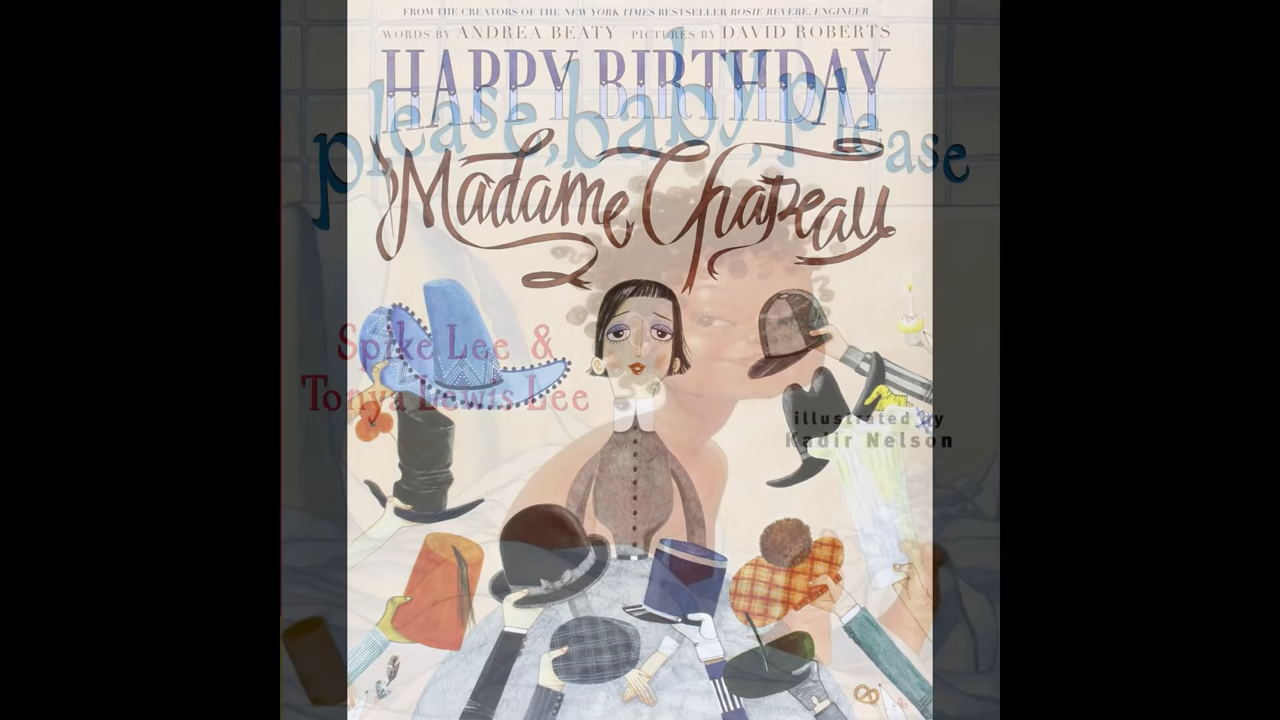 FROM THE CREATORS OF THE NEW YORK TIMES BESTSELLER ROSIE REVERE, ENGINEER
WORDS BY ANDREA BEATY PICTURES BY DAVID ROBERTS
HAPPY BIRTHDAY
please, baby, please
Madame Chapeau
Spike Lee &
Tonya Lewis Lee
illustrated by
Kadir Nelson